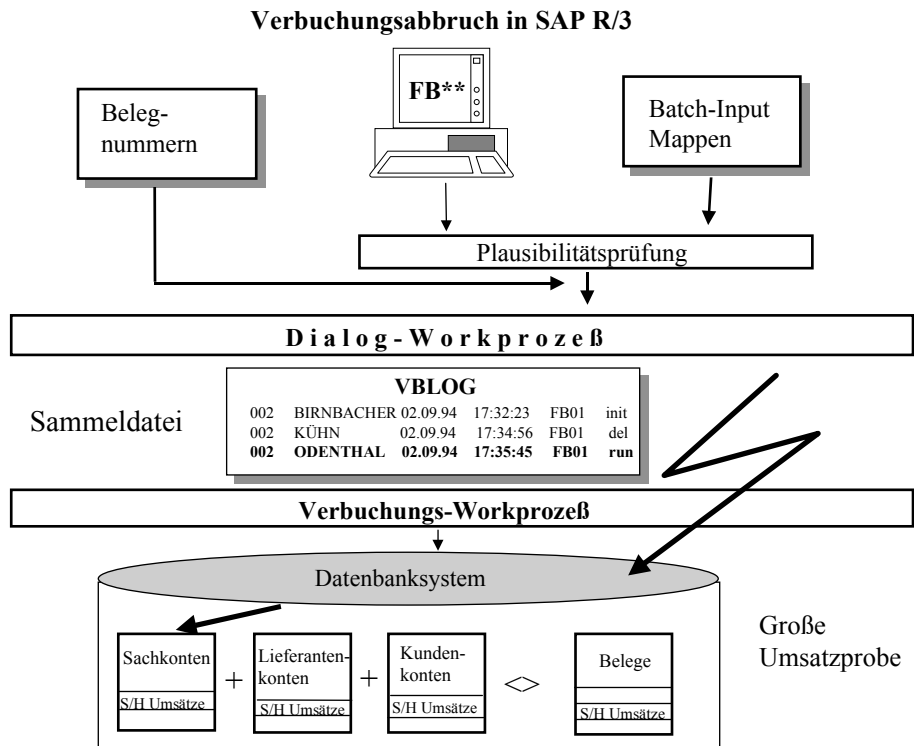 Verbuchungsabbruch in SAP R/3
Beleg-
nummern
FB**
Batch-Input
Mappen
Plausibilitätsprüfung
Dialog-Workprozeß
VBLOG
002 BIRNBACHER 02.09.94 17:32:23 FB01 init
002 KÜHN 02.09.94 17:34:56 FB01 del
002 ODENTHAL 02.09.94 17:35:45 FB01 run
Sammeldatei
Verbuchungs-Workprozeß
Datenbanksystem
Sachkonten
S/H Umsätze
+
Lieferanten-
konten
S/H Umsätze
+
Kunden-
konten
S/H Umsätze
<>
Belege
S/H Umsätze
Große
Umsatzprobe